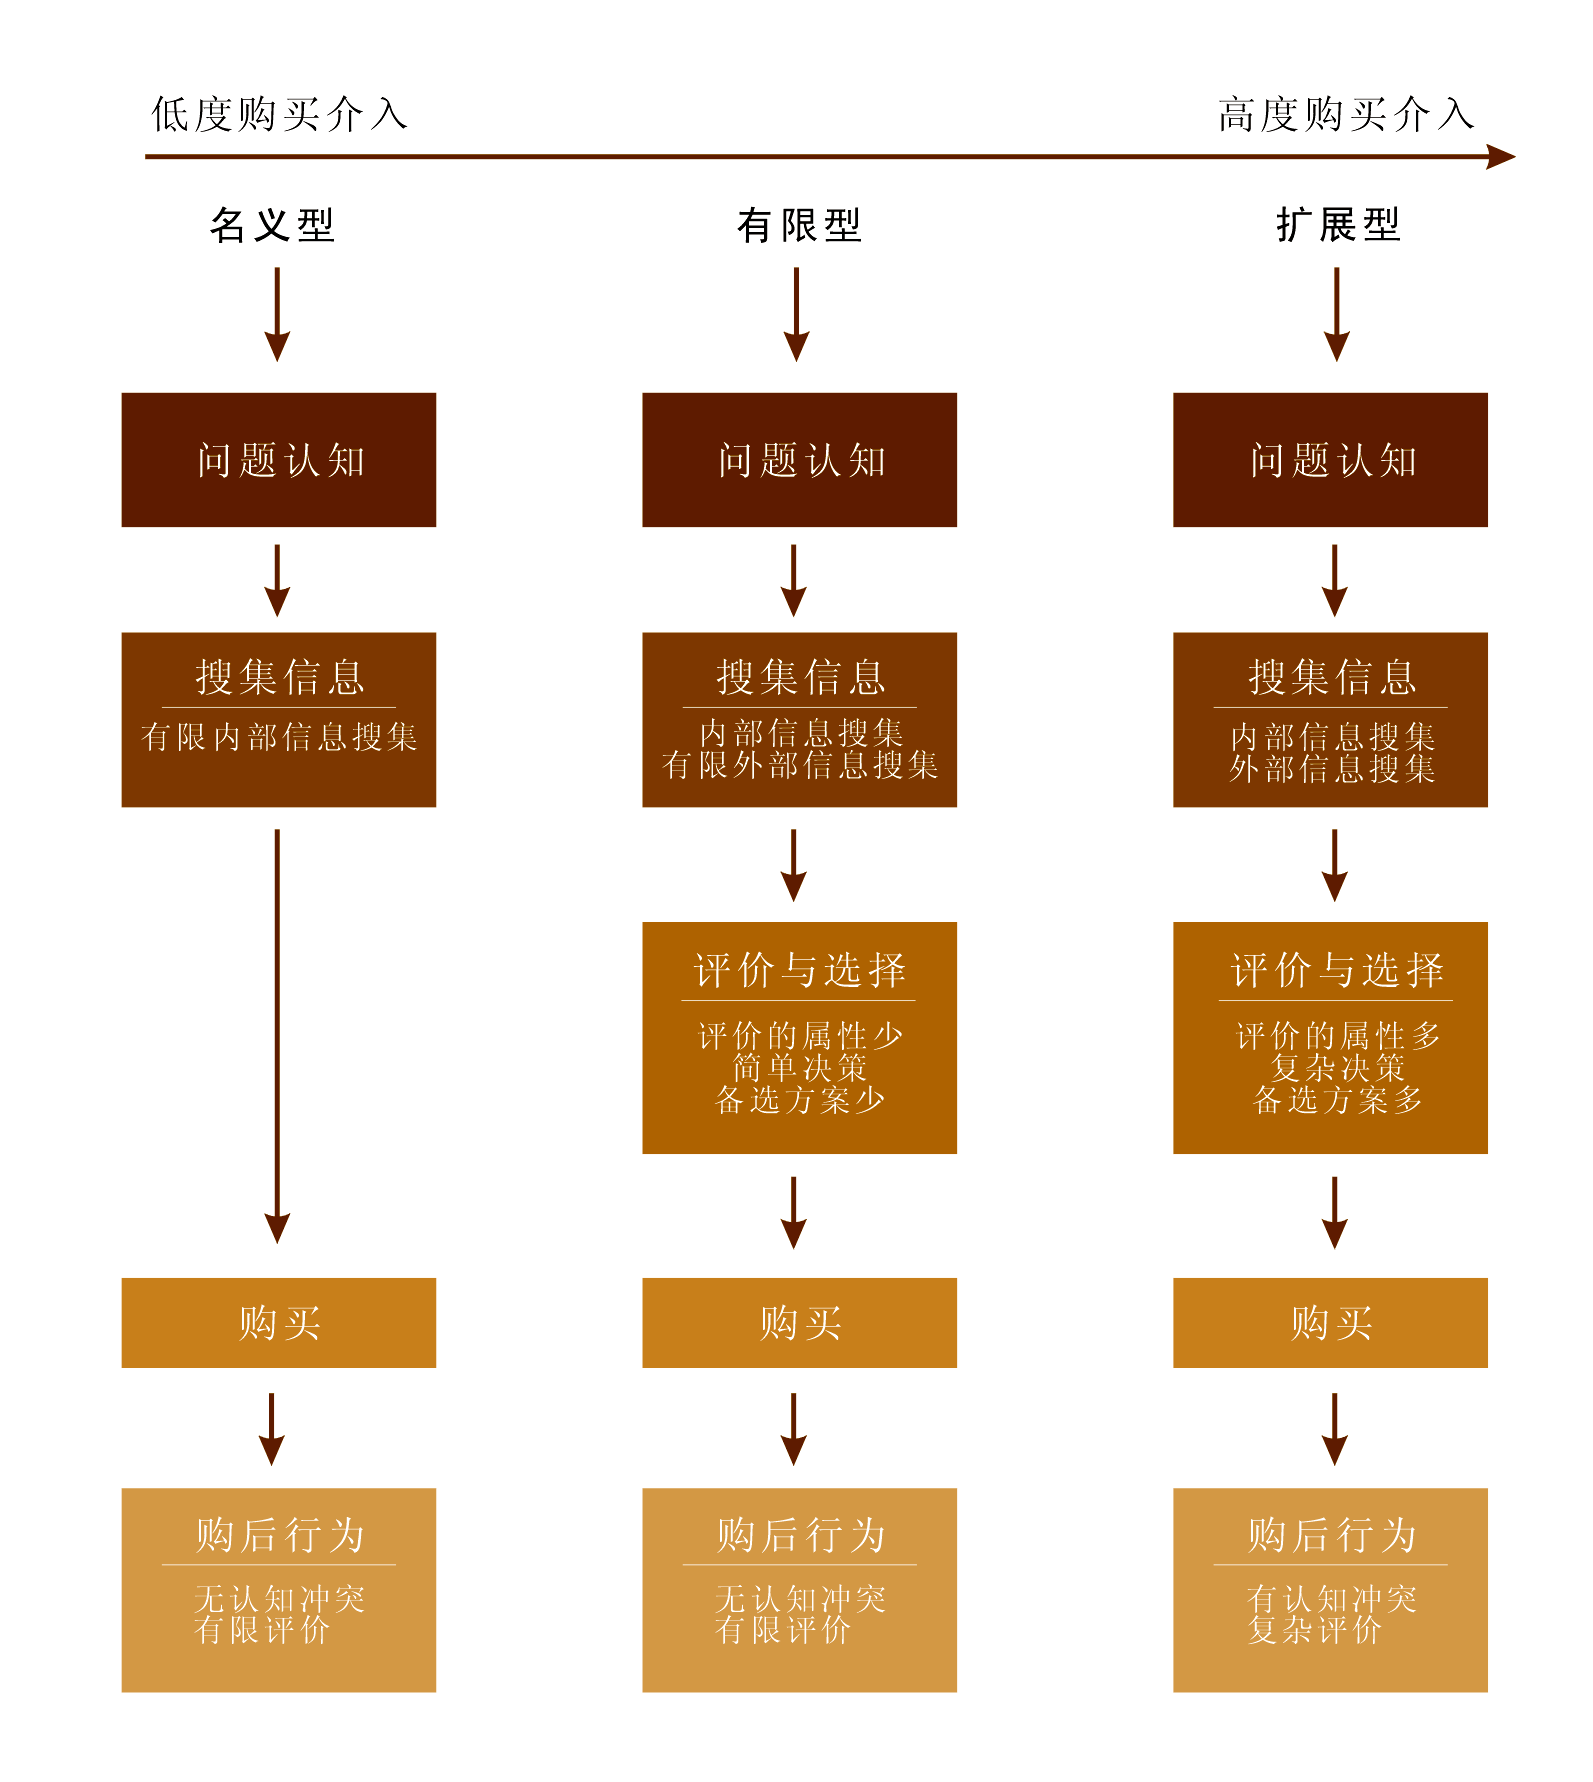 低度购买介入
高度购买介入
名义型
有限型
扩展型
问题认知
问题认知
问题认知
搜集信息
有限内部信息搜集
搜集信息
内部信息搜集
有限外部信息搜集
搜集信息
内部信息搜集
外部信息搜集
评价与选择
评价的属性少
简单决策
备选方案少
评价与选择
评价的属性多
复杂决策
备选方案多
购买
购买
购买
购后行为
无认知冲突
有限评价
购后行为
无认知冲突
有限评价
购后行为
有认知冲突
复杂评价